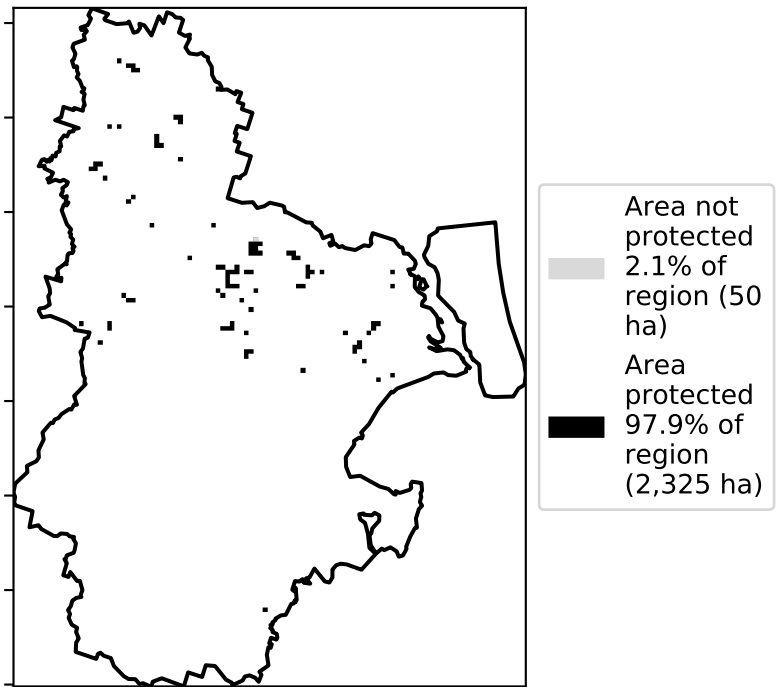 Area not
protected
2.1% of
region (50
ha)
Area
protected
97.9% of
region
(2,325 ha)